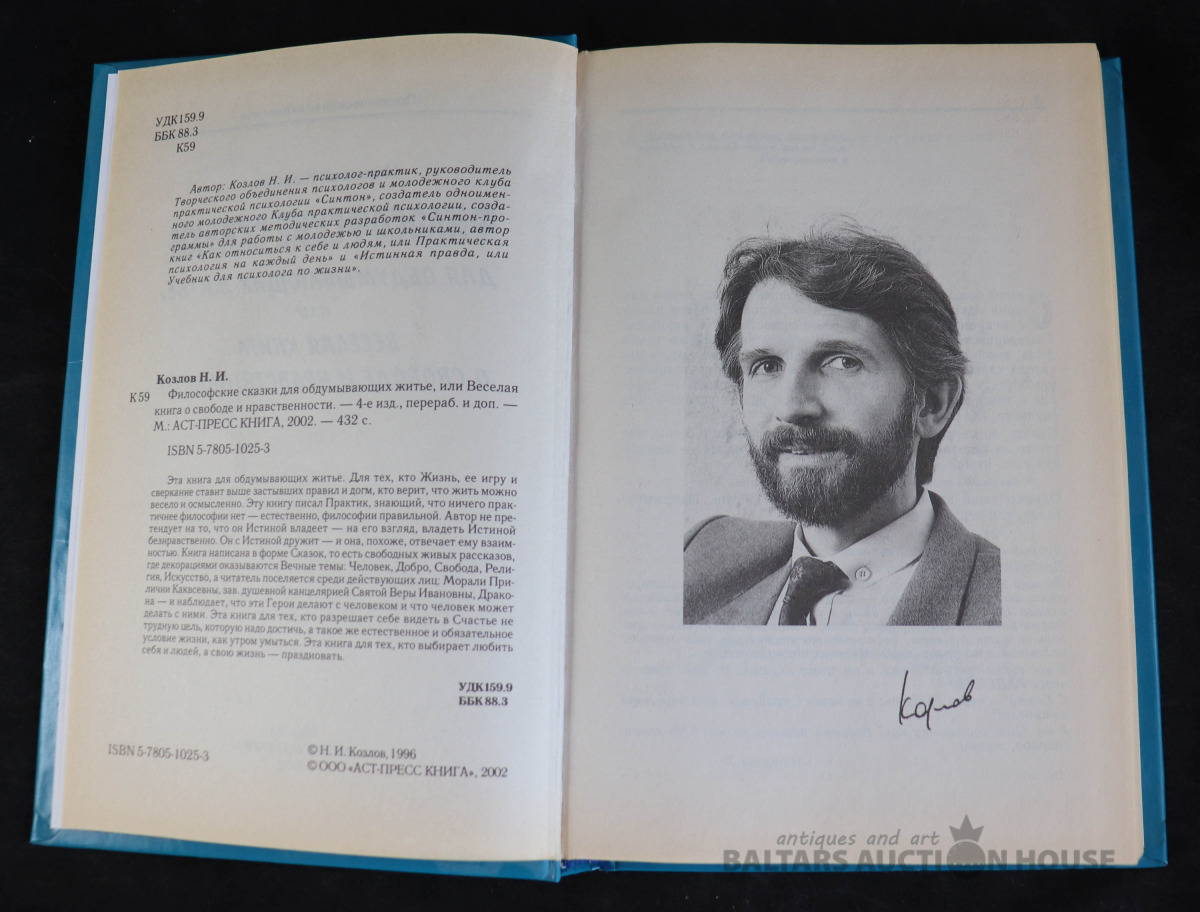 УДК 159.9
ББК 88.3
К59
Автор: Козлов Н. И. — психолог-практик, руководитель
Творческого объединения психологов и молодежного клуба
практической психологии «Синтон», создатель одноимен-
ного молодежного Клуба практической психологии, созда-
тель авторских методических разработок «Синтон-про-
граммы» для работы с молодежью и школьниками, автор
книг «Как относиться к себе и людям, или Практическая
психология на каждый день» и «Истинная правда, или
Учебник для психолога по жизни».
Козлов Н. И.
К 59 Философские сказки для обдумывающих житье, или Веселая
книга о свободе и нравственности. — 4-е изд., перераб. и доп. —
М.: АСТ-ПРЕСС КНИГА, 2002. — 432 с.
ISBN 5-7805-1025-3
Эта книга для обдумывающих житье. Для тех, кто Жизнь, ее игру и
сверкание ставит выше застывших правил и догм, кто верит, что жить можно
весело и осмысленно. Эту книгу писал Практик, знающий, что ничего прак-
тичнее философии нет — естественно, философии правильной. Автор не пре-
тендует на то, что он Истиной владеет — на его взгляд, владеть Истиной
безнравственно. Он с Истиной дружит — и она, похоже, отвечает ему взаим-
ностью. Книга написана в форме Сказок, то есть свободных живых рассказов,
где декорациями оказываются Вечные темы: Человек, Добро, Свобода, Рели-
гия, Искусство, а читатель поселяется среди действующих лиц: Морали При-
личии Каквсевны, зав. душевной канцелярией Святой Веры Ивановны, Драко-
на — и наблюдает, что эти Герои делают с человеком и что человек может
делать с ними. Эта книга для тех, кто разрешает себе видеть в Счастье не
трудную цель, которую надо достичь, а такое же естественное и обязательное
условие жизни, как утром умыться. Эта книга для тех, кто выбирает любить
себя и людей, а свою жизнь — праздновать.
УДК 159.9
ББК 88.3
ISBN 5-7805-1025-3
© Н. И. Козлов, 1996
© ООО «АСТ-ПРЕСС КНИГА», 2002
Козлов
antiques and art
BALTARS AUCTION HOUSE